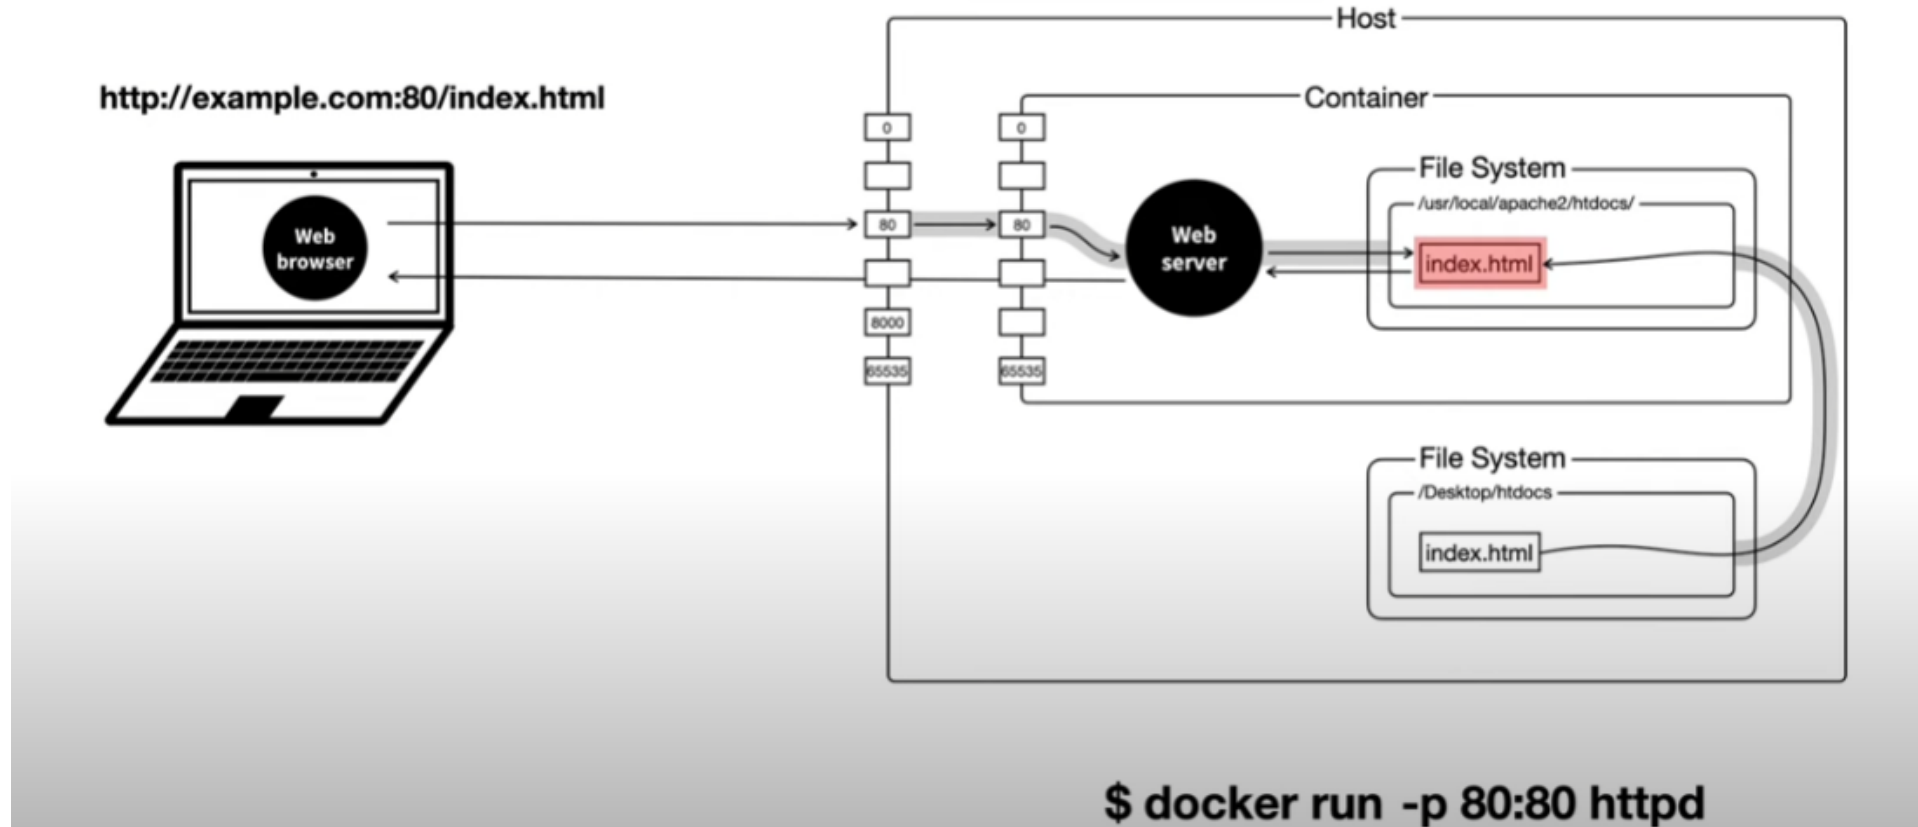 Host
http://example.com:80/index.html
Container
0
0
File System
/usr/local/apache2/htdocs/
80
80
Web
browser
Web
server
index.html
8000
65535
65535
File System
/Desktop/htdocs
index.html
$ docker run -p 80:80 httpd